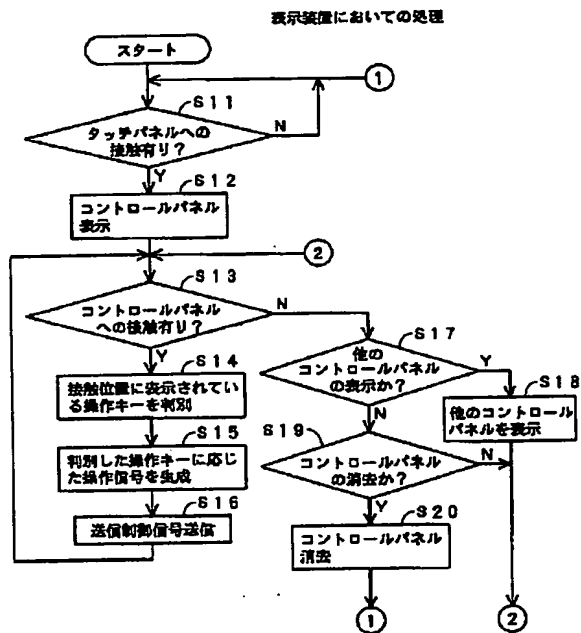 表示装置においての処理
スタート
①
S11
タッチパネルへの
接触有り？
N
Y
S12
コントロールパネル
表示
②
S13
コントロールパネル
への接触有り？
N
Y
S14
接触位置に表示されてい
る操作キーを判別
S15
判別した操作キーに応じ
た操作信号を生成
S16
送信制御信号送信
S17
他の
コントロールパネル
の表示か？
Y
N
S18
他のコントロール
パネルを表示
S19
コントロールパネル
の消去か？
N
Y
S20
コントロールパネル
消去
①
②